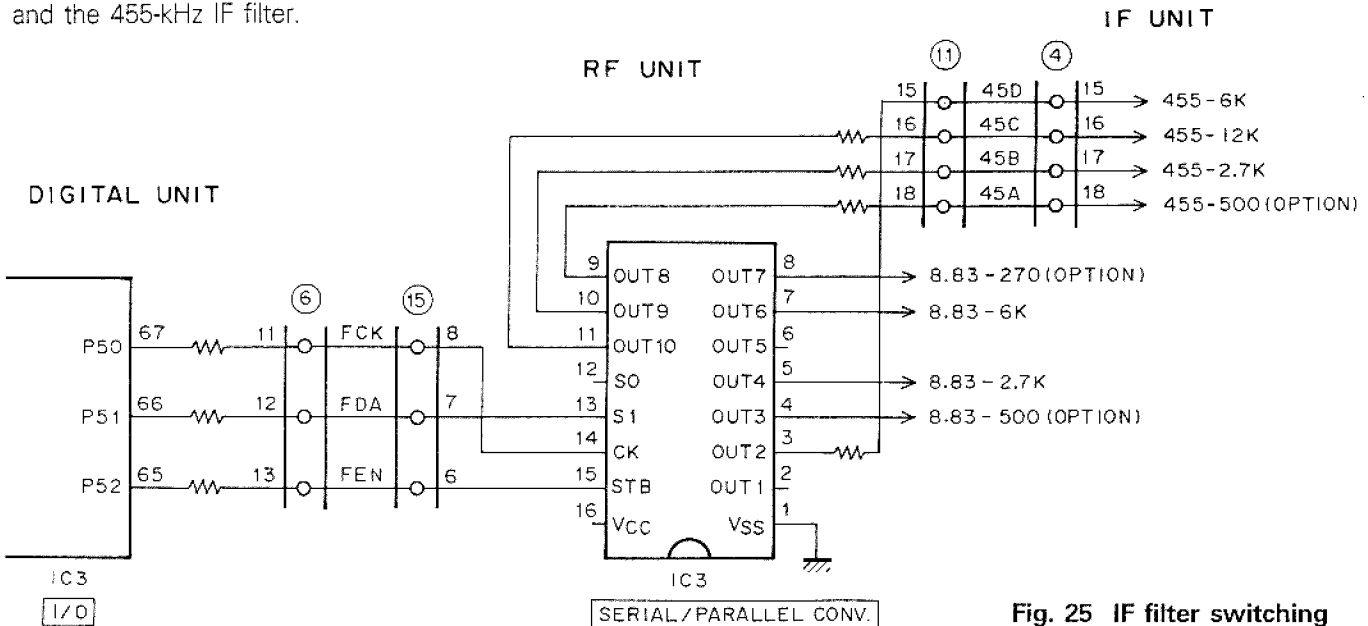 and the 455-kHz IF filter.
IF UNIT
RF UNIT
11 4
15 45D 15 455-6K
16 45C 16 455-12K
17 45B 17 455-2.7K
18 45A 18 455-500(OPTION)
DIGITAL UNIT
9 OUT8 OUT7 8 8.83-270(OPTION)
6 15
10 OUT9 OUT6 7 8.83-6K
P50 67 11 FCK 8
11 OUT10 OUT5 6
12 SO OUT4 5 8.83-2.7K
P51 66 12 FDA 7
13 S1 OUT3 4 8.83-500(OPTION)
14 CK OUT2 3
P52 65 13 FEN 6
15 STB OUT1 2
16 VCC VSS 1
IC3
I/O
IC3
SERIAL/PARALLEL CONV.
Fig. 25 IF filter switching